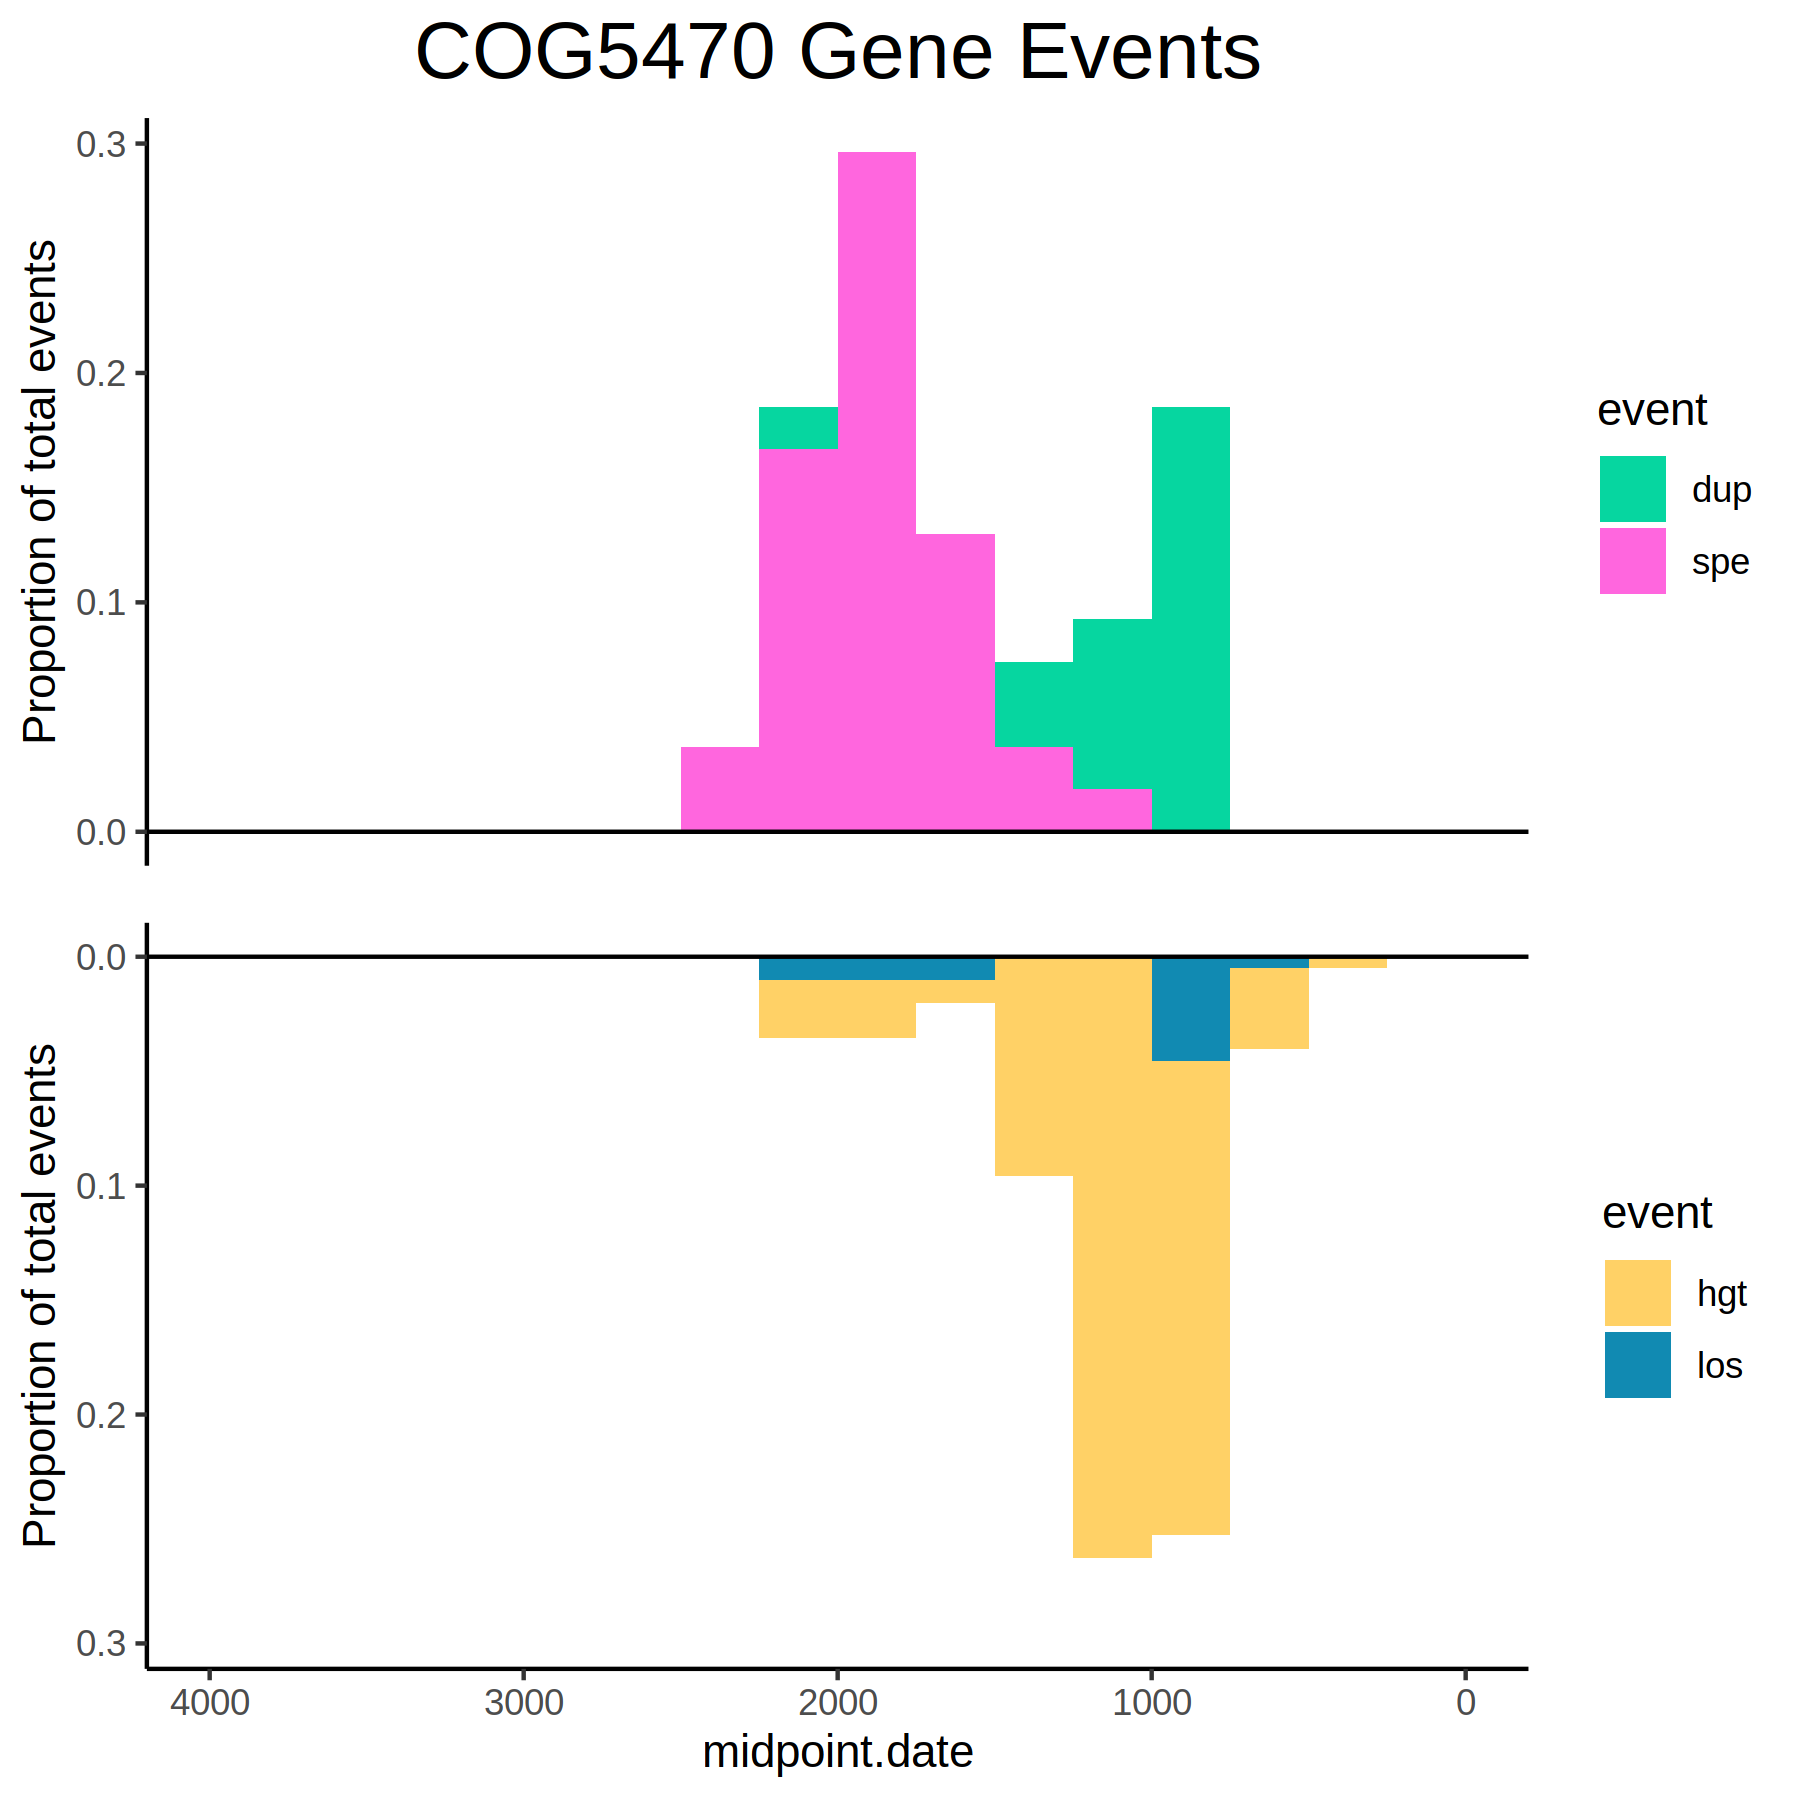 COG5470 Gene Events
Proportion of total events
0.3
0.2
0.1
0.0
event
dup
spe
Proportion of total events
0.0
0.1
0.2
0.3
event
hgt
los
4000 3000 2000 1000 0
midpoint.date